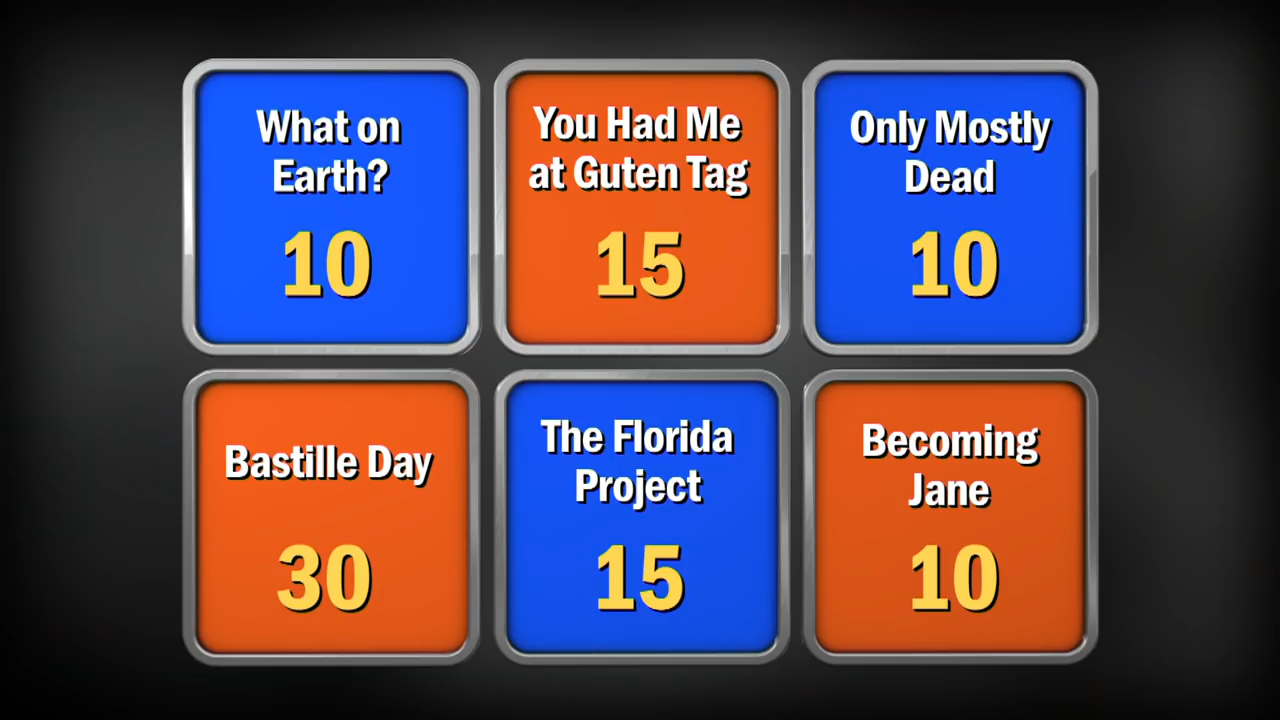 What on
Earth?
10
You Had Me
at Guten Tag
15
Only Mostly
Dead
10
Bastille Day
30
The Florida
Project
15
Becoming
Jane
10